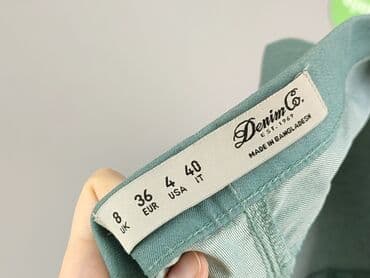 Denim Co.
EST. 1969
MADE IN BANGLADESH
8 36 4 40
UK EUR USA IT